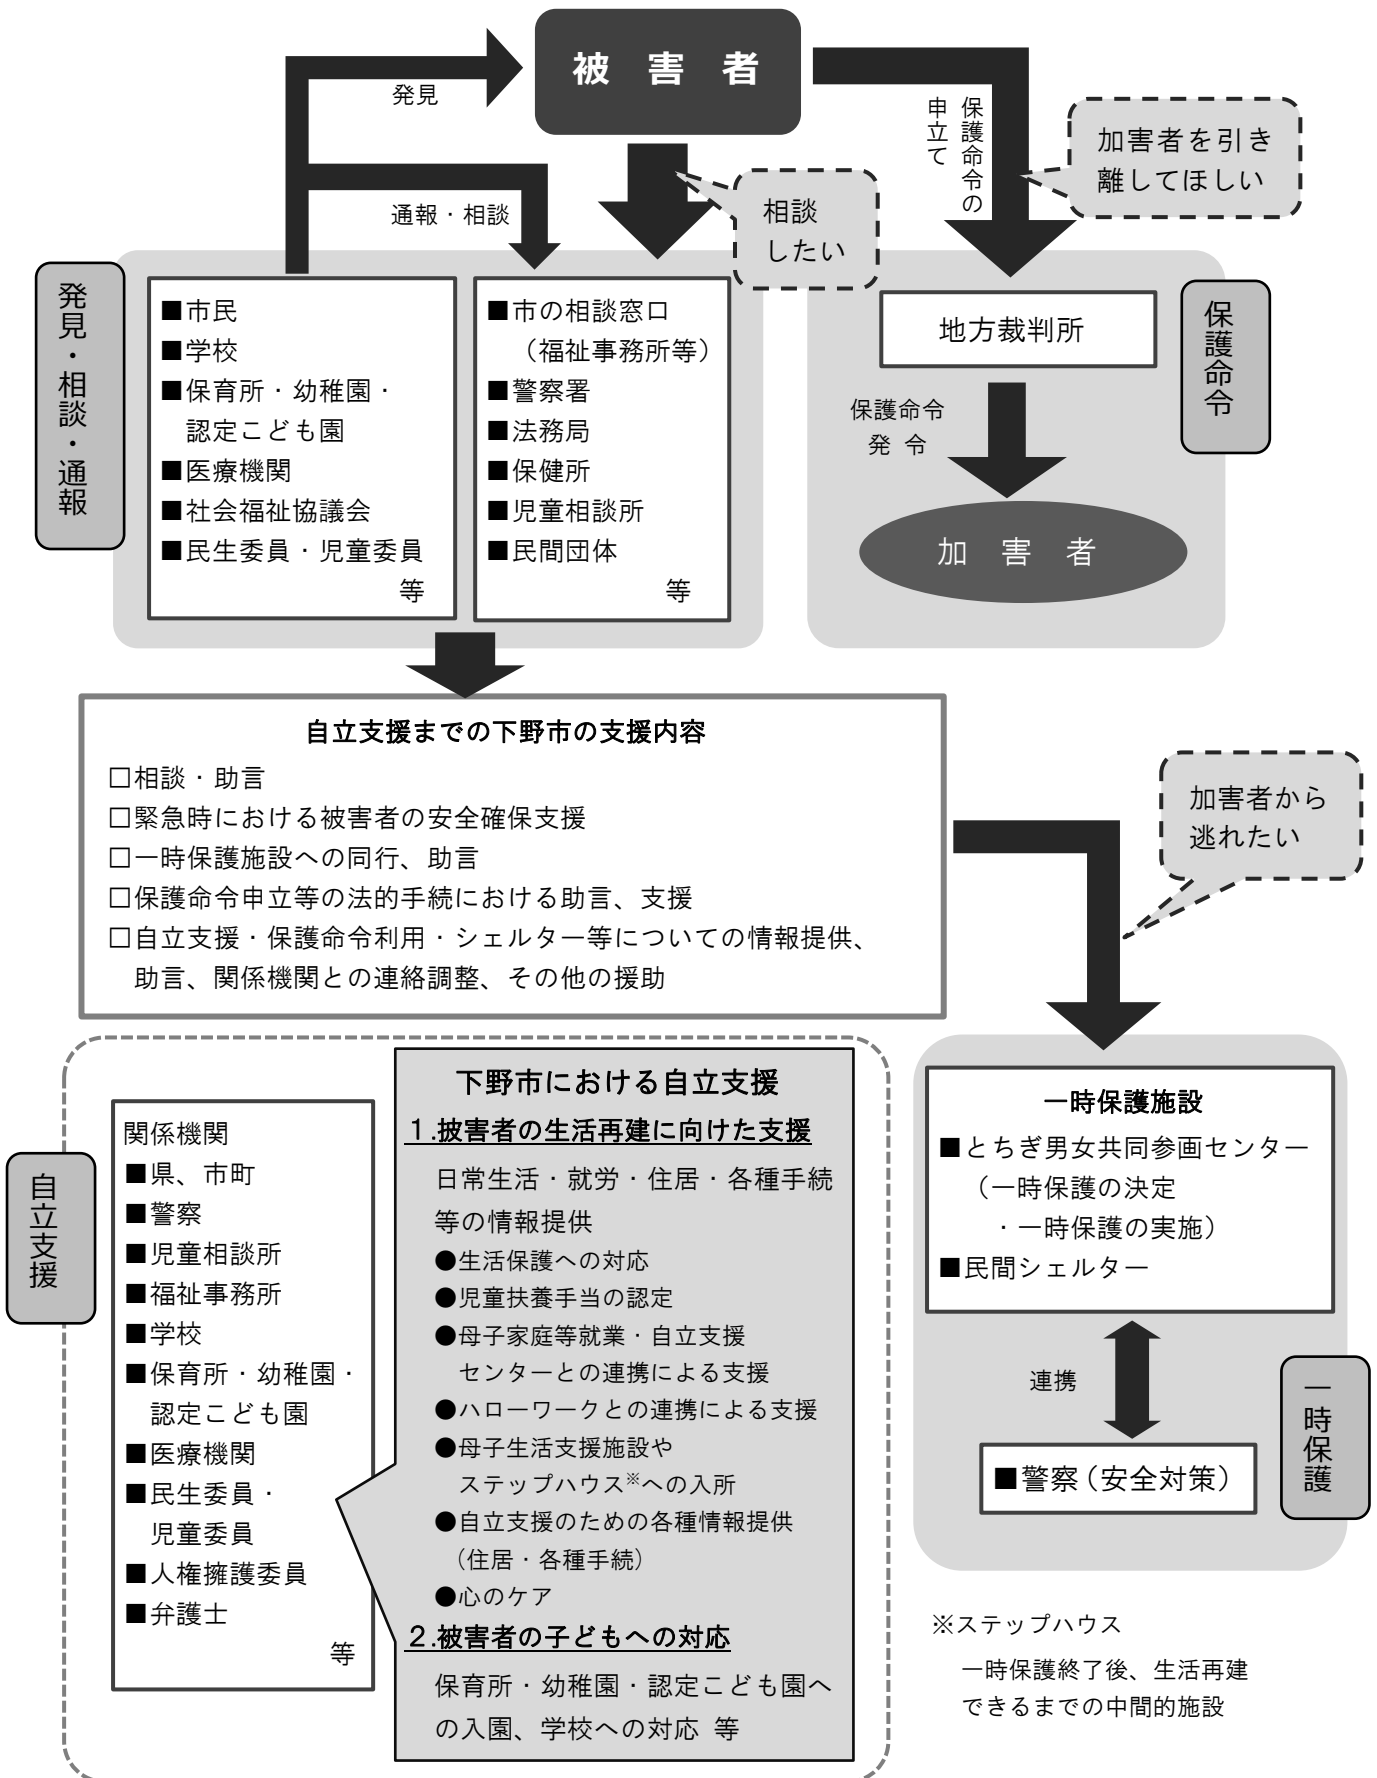 被 害 者
発見
通報・相談
相談
したい
保護命令の
申立て
加害者を引き
離してほしい
発見・相談・通報
■市民
■学校
■保育所・幼稚園・
認定こども園
■医療機関
■社会福祉協議会
■民生委員・児童委員
等
■市の相談窓口
（福祉事務所等）
■警察署
■法務局
■保健所
■児童相談所
■民間団体
等
地方裁判所
保護命令
発 令
加 害 者
保護命令
自立支援までの下野市の支援内容
□相談・助言
□緊急時における被害者の安全確保支援
□一時保護施設への同行、助言
□保護命令申立等の法的手続における助言、支援
□自立支援・保護命令利用・シェルター等についての情報提供、
助言、関係機関との連絡調整、その他の援助
加害者から
逃れたい
自立支援
関係機関
■県、市町
■警察
■児童相談所
■福祉事務所
■学校
■保育所・幼稚園・
認定こども園
■医療機関
■民生委員・
児童委員
■人権擁護委員
■弁護士
等
下野市における自立支援
１.被害者の生活再建に向けた支援
日常生活・就労・住居・各種手続
等の情報提供
●生活保護への対応
●児童扶養手当の認定
●母子家庭等就業・自立支援
センターとの連携による支援
●ハローワークとの連携による支援
●母子生活支援施設や
ステップハウス※への入所
●自立支援のための各種情報提供
（住居・各種手続）
●心のケア
２.被害者の子どもへの対応
保育所・幼稚園・認定こども園へ
の入園、学校への対応 等
一時保護施設
■とちぎ男女共同参画センター
（一時保護の決定
・一時保護の実施）
■民間シェルター
連携
■警察（安全対策）
一時保護
※ステップハウス
一時保護終了後、生活再建
できるまでの中間的施設